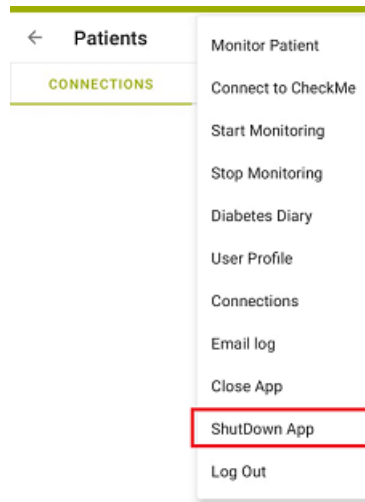 Patients
CONNECTIONS
Monitor Patient
Connect to CheckMe
Start Monitoring
Stop Monitoring
Diabetes Diary
User Profile
Connections
Email log
Close App
ShutDown App
Log Out